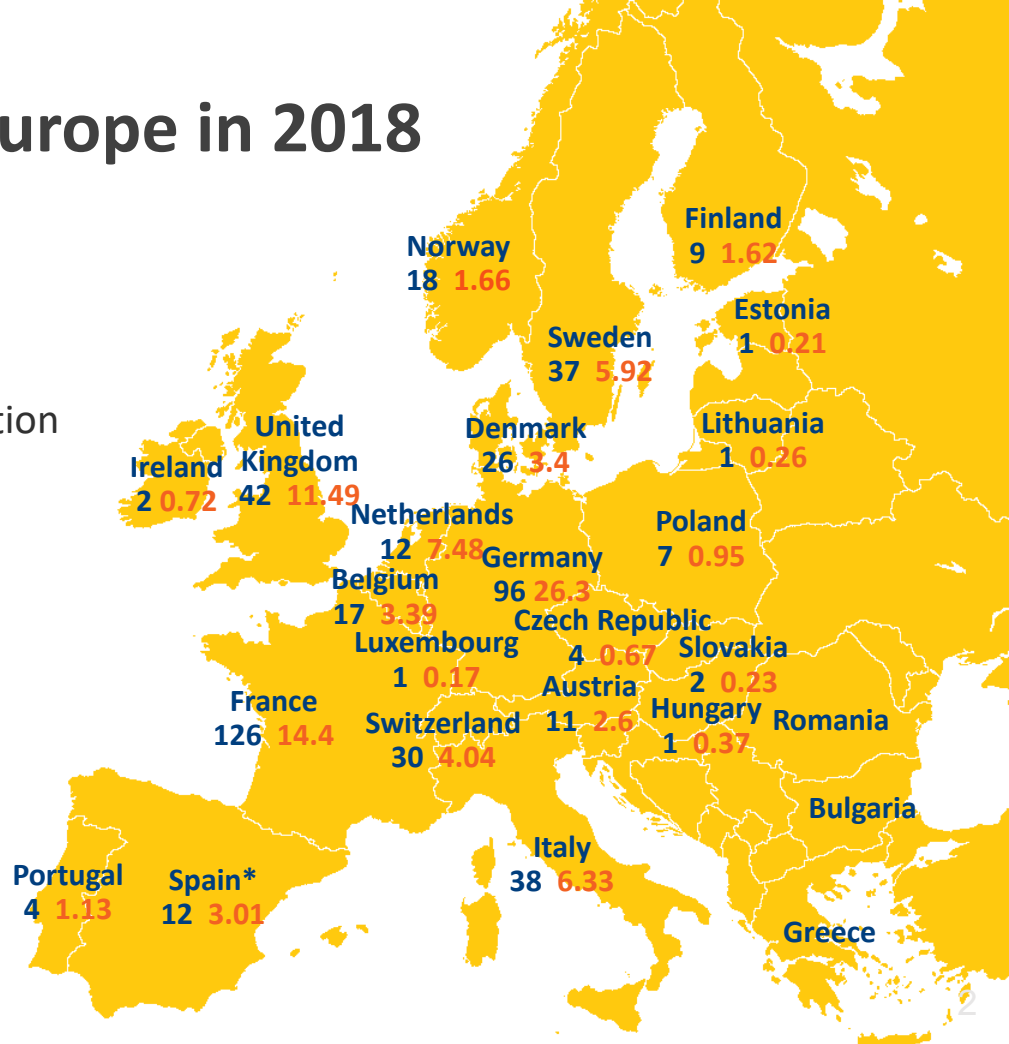 urope in 2018
Finland
9 1.62
Norway
18 1.66
Estonia
1 0.21
Sweden
37 5.92
tion
United
Kingdom
42 11.49
Denmark
26 3.4
Lithuania
1 0.26
Ireland
2 0.72
Netherlands
12 7.48
Poland
7 0.95
Germany
96 26.3
Belgium
17 3.39
Czech Republic
4 0.67
Luxembourg
1 0.17
Slovakia
2 0.23
Austria
11 2.6
France
126 14.4
Switzerland
30 4.04
Hungary
1 0.37
Romania
Bulgaria
Italy
38 6.33
Portugal
4 1.13
Spain*
12 3.01
Greece
2